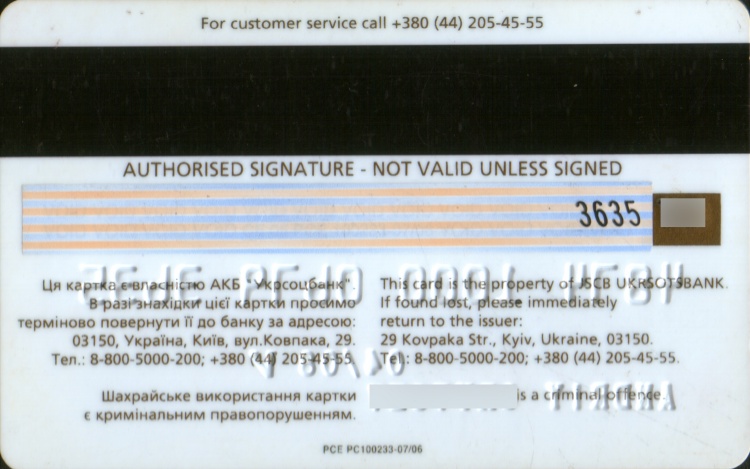 For customer service call +380 (44) 205-45-55
AUTHORISED SIGNATURE - NOT VALID UNLESS SIGNED
3635
Ця картка є власністю АКБ "Укрсоцбанк".
В разі знахідки цієї картки просимо
терміново повернути її до банку за адресою:
03150, Україна, Київ, вул.Ковпака, 29.
Тел.: 8-800-5000-200; +380 (44) 205-45-55
Шахрайське використання картки
є кримінальним правопорушенням.
This card is the property of JSCB UKRSOTSBANK.
If found lost, please immediately
return to the issuer:
29 Kovpaka Str., Kyiv, Ukraine, 03150.
Tel.: 8-800-5000-200; +380 (44) 205-45-55.
is a criminal offence.
PCE PC100233-07/06